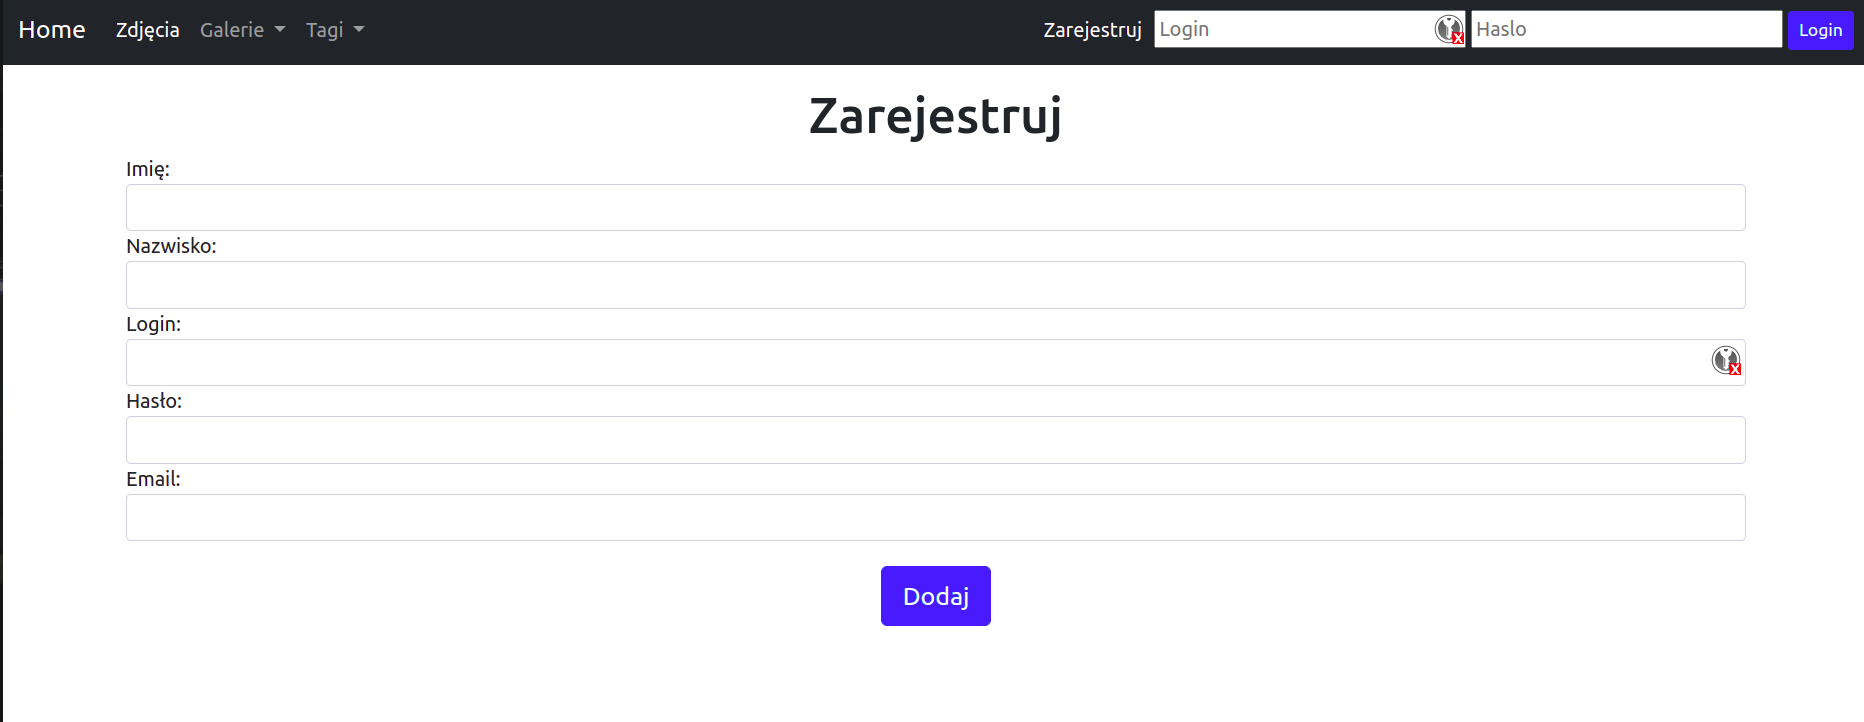 Home Zdjęcia Galerie Tagi Zarejestruj Login Haslo Login
Zarejestruj
Imię:
Nazwisko:
Login:
Hasło:
Email:
Dodaj